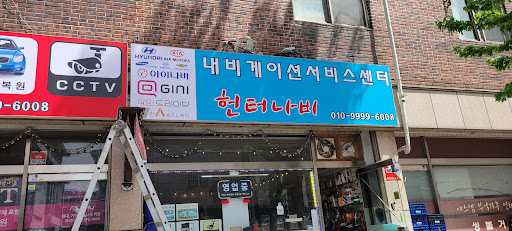 복원
6008
CCTV
HYUNDAI
KIA
KIA MOTORS
아이나비
GINI
파인드라이브
ATLAN
내비게이션서비스센터
헌터나비
010-9999-6008
영업중